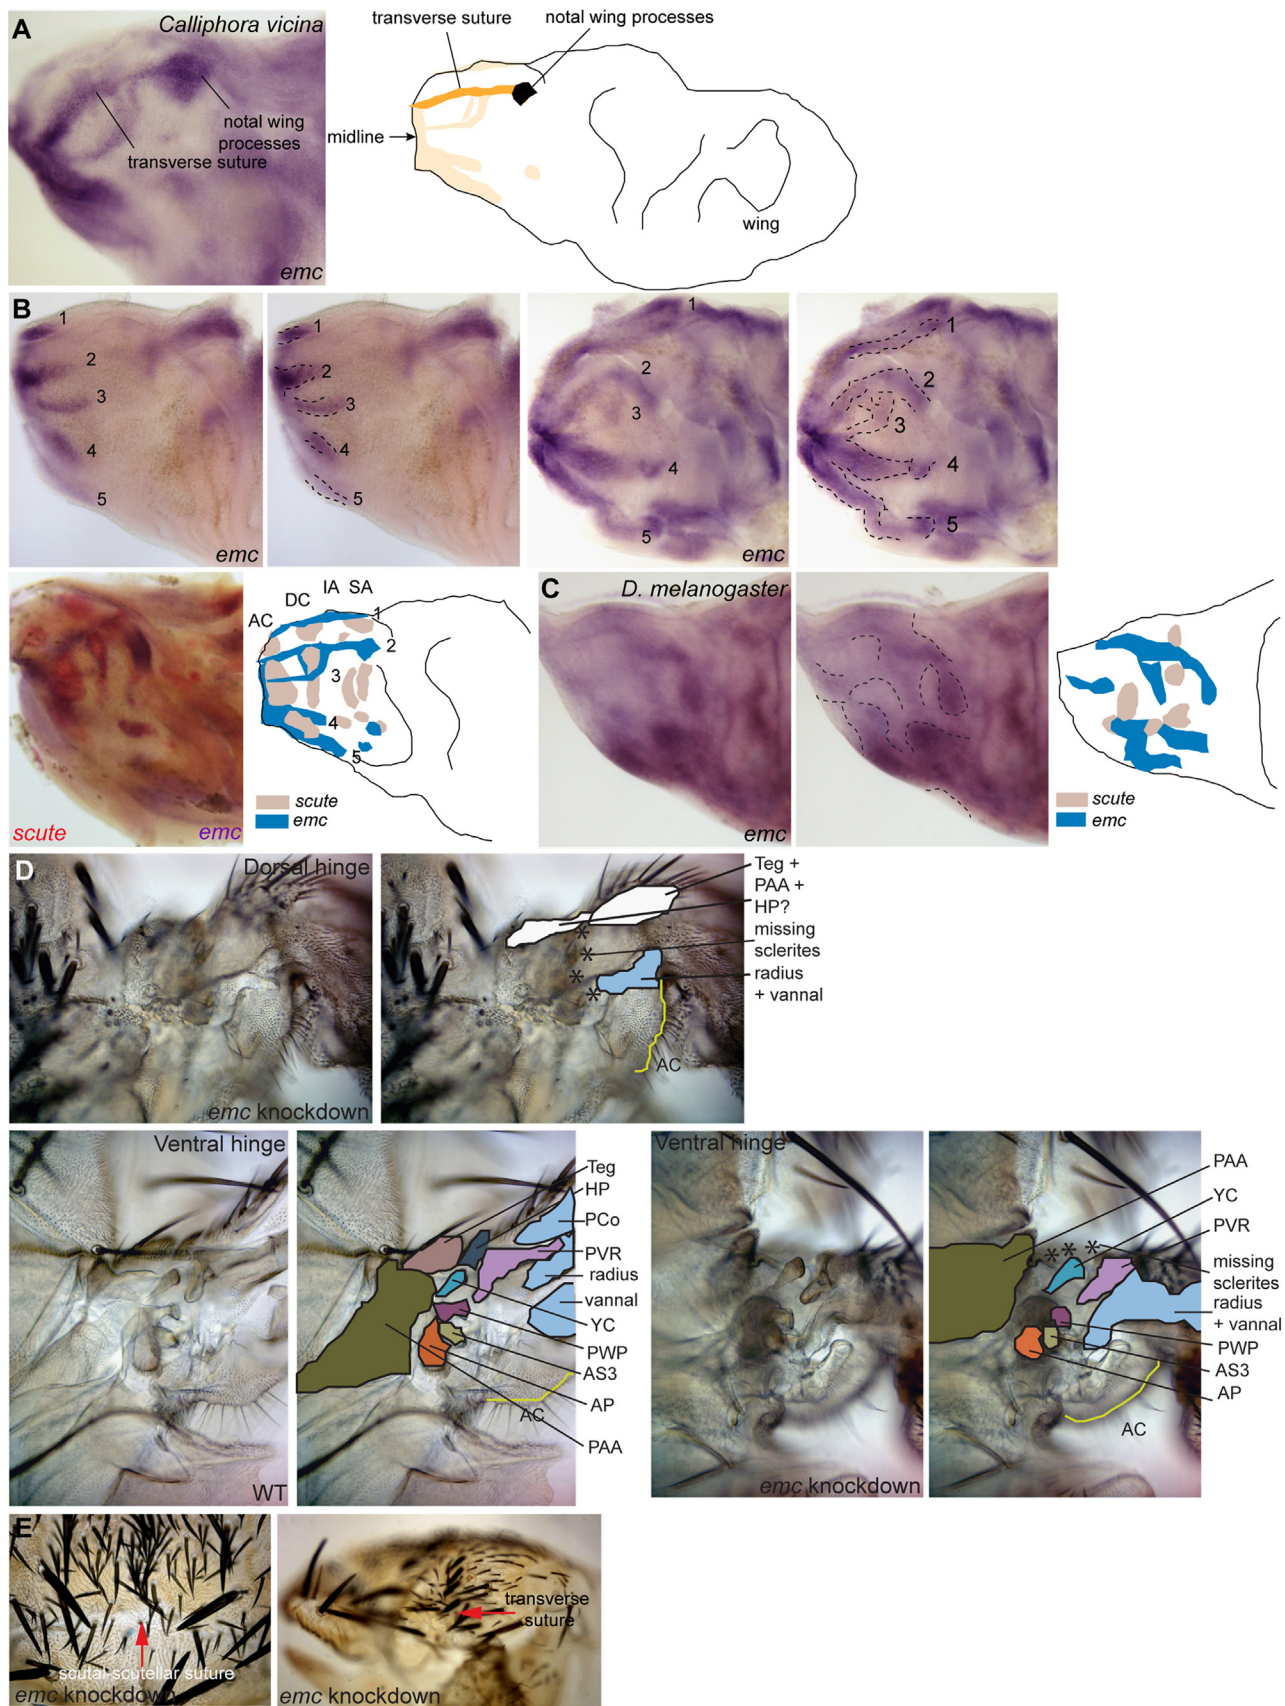 A
Calliphora vicina
notal wing
processes
transverse suture
emc
transverse suture
notal wing processes
midline
wing
B
1
2
3
4
5
emc
1
2
3
4
5
1
2
3
4
5
emc
1
2
3
4
5
scute
emc
AC
DC
IA
SA
1
2
3
4
5
scute
emc
C
D. melanogaster
emc
scute
emc
D
Dorsal hinge
emc knockdown
Teg +
PAA +
HP?
missing
sclerites
radius
+ vannal
* * * *
AC
Ventral hinge
WT
Teg
HP
PCo
PVR
radius
vannal
YC
PWP
AS3
AP
PAA
AC
Ventral hinge
emc knockdown
PAA
YC
PVR
* * *
missing
sclerites
radius
+ vannal
PWP
AS3
AP
AC
E
scutal-scutellar suture
emc knockdown
transverse
suture
emc knockdown